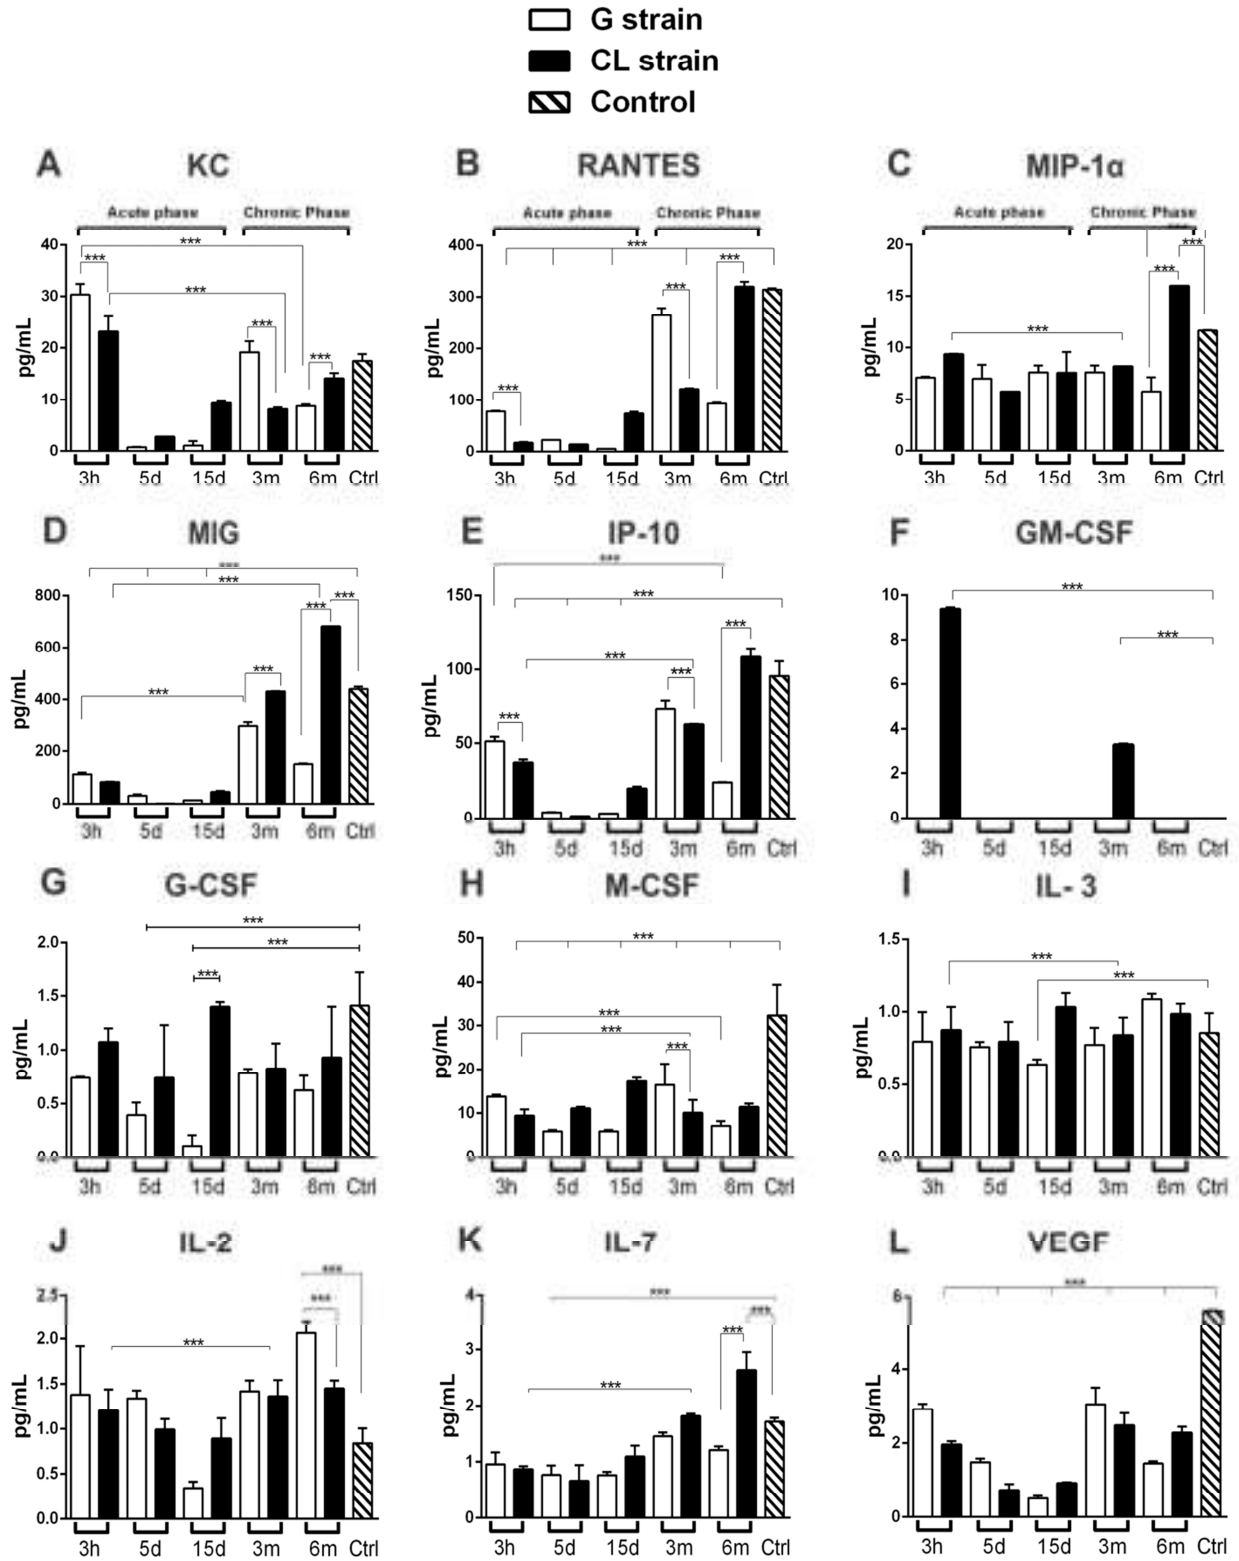 G strain
CL strain
Control
A KC
Acute phase Chronic Phase
***
***
***
***
***
pg/mL
40
30
20
10
0
3h 5d 15d 3m 6m Ctrl
B RANTES
Acute phase Chronic Phase
***
***
***
***
pg/mL
400
300
200
100
0
3h 5d 15d 3m 6m Ctrl
C MIP-1α
Acute phase Chronic Phase
***
***
***
***
pg/mL
20
15
10
5
0
3h 5d 15d 3m 6m Ctrl
D MIG
***
***
***
***
***
***
pg/mL
800
600
400
200
0
3h 5d 15d 3m 6m Ctrl
E IP-10
***
***
***
***
***
***
pg/mL
150
100
50
0
3h 5d 15d 3m 6m Ctrl
F GM-CSF
***
***
10
8
6
4
2
0
3h 5d 15d 3m 6m Ctrl
G G-CSF
***
***
***
pg/mL
2.0
1.5
1.0
0.5
0.0
3h 5d 15d 3m 6m Ctrl
H M-CSF
***
***
***
***
pg/mL
50
40
30
20
10
0
3h 5d 15d 3m 6m Ctrl
I IL- 3
***
***
pg/mL
1.5
1.0
0.5
0.0
3h 5d 15d 3m 6m Ctrl
J IL-2
***
***
***
pg/mL
2.5
2.0
1.5
1.0
0.5
0.0
3h 5d 15d 3m 6m Ctrl
K IL-7
***
***
***
***
pg/mL
4
3
2
1
0
3h 5d 15d 3m 6m Ctrl
L VEGF
***
pg/mL
6
4
2
0
3h 5d 15d 3m 6m Ctrl